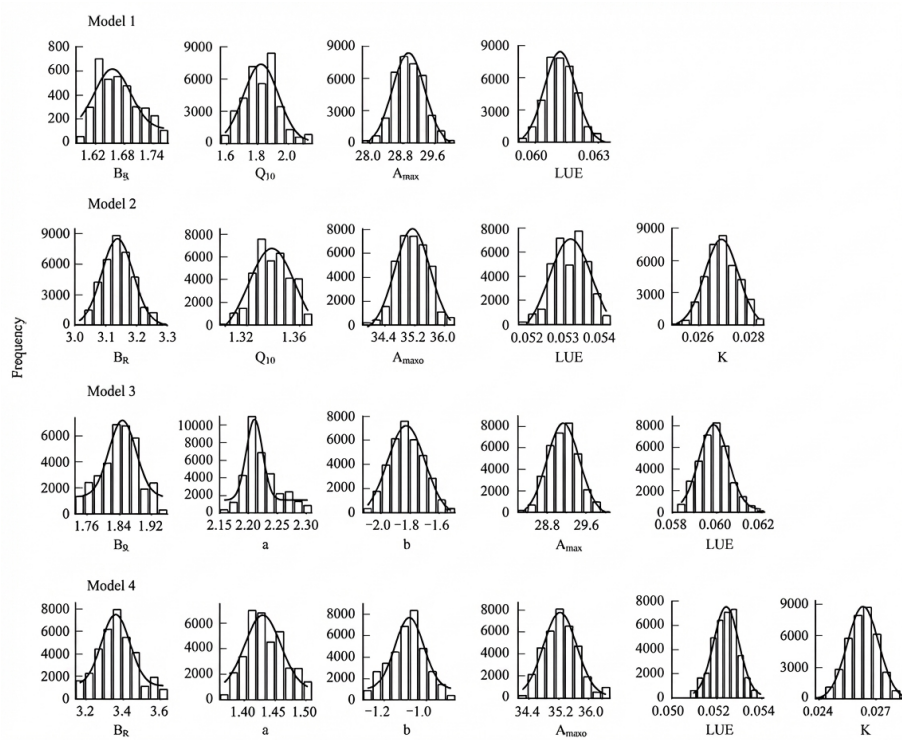 Model 1
800
600
400
200
0
1.62 1.68 1.74
B_R
9000
6000
3000
0
1.6 1.8 2.0
Q_10
9000
6000
3000
0
28.0 28.8 29.6
A_max
9000
6000
3000
0
0.060 0.063
LUE
Model 2
9000
6000
3000
0
3.0 3.1 3.2 3.3
B_R
8000
6000
4000
2000
0
1.32 1.36
Q_10
8000
6000
4000
2000
0
34.4 35.2 36.0
A_maxo
8000
6000
4000
2000
0
0.052 0.053 0.054
LUE
9000
6000
3000
0
0.026 0.028
K
Frequency
Model 3
6000
4000
2000
0
1.76 1.84 1.92
B_R
10000
8000
6000
4000
2000
0
2.15 2.20 2.25 2.30
a
8000
6000
4000
2000
0
−2.0 −1.8 −1.6
b
8000
6000
4000
2000
0
28.8 29.6
A_max
8000
6000
4000
2000
0
0.058 0.060 0.062
LUE
Model 4
8000
6000
4000
2000
0
3.2 3.4 3.6
B_R
6000
4000
2000
0
1.40 1.45 1.50
a
8000
6000
4000
2000
0
−1.2 −1.0
b
8000
6000
4000
2000
0
34.4 35.2 36.0
A_maxo
8000
6000
4000
2000
0
0.050 0.052 0.054
LUE
9000
6000
3000
0
0.024 0.027
K